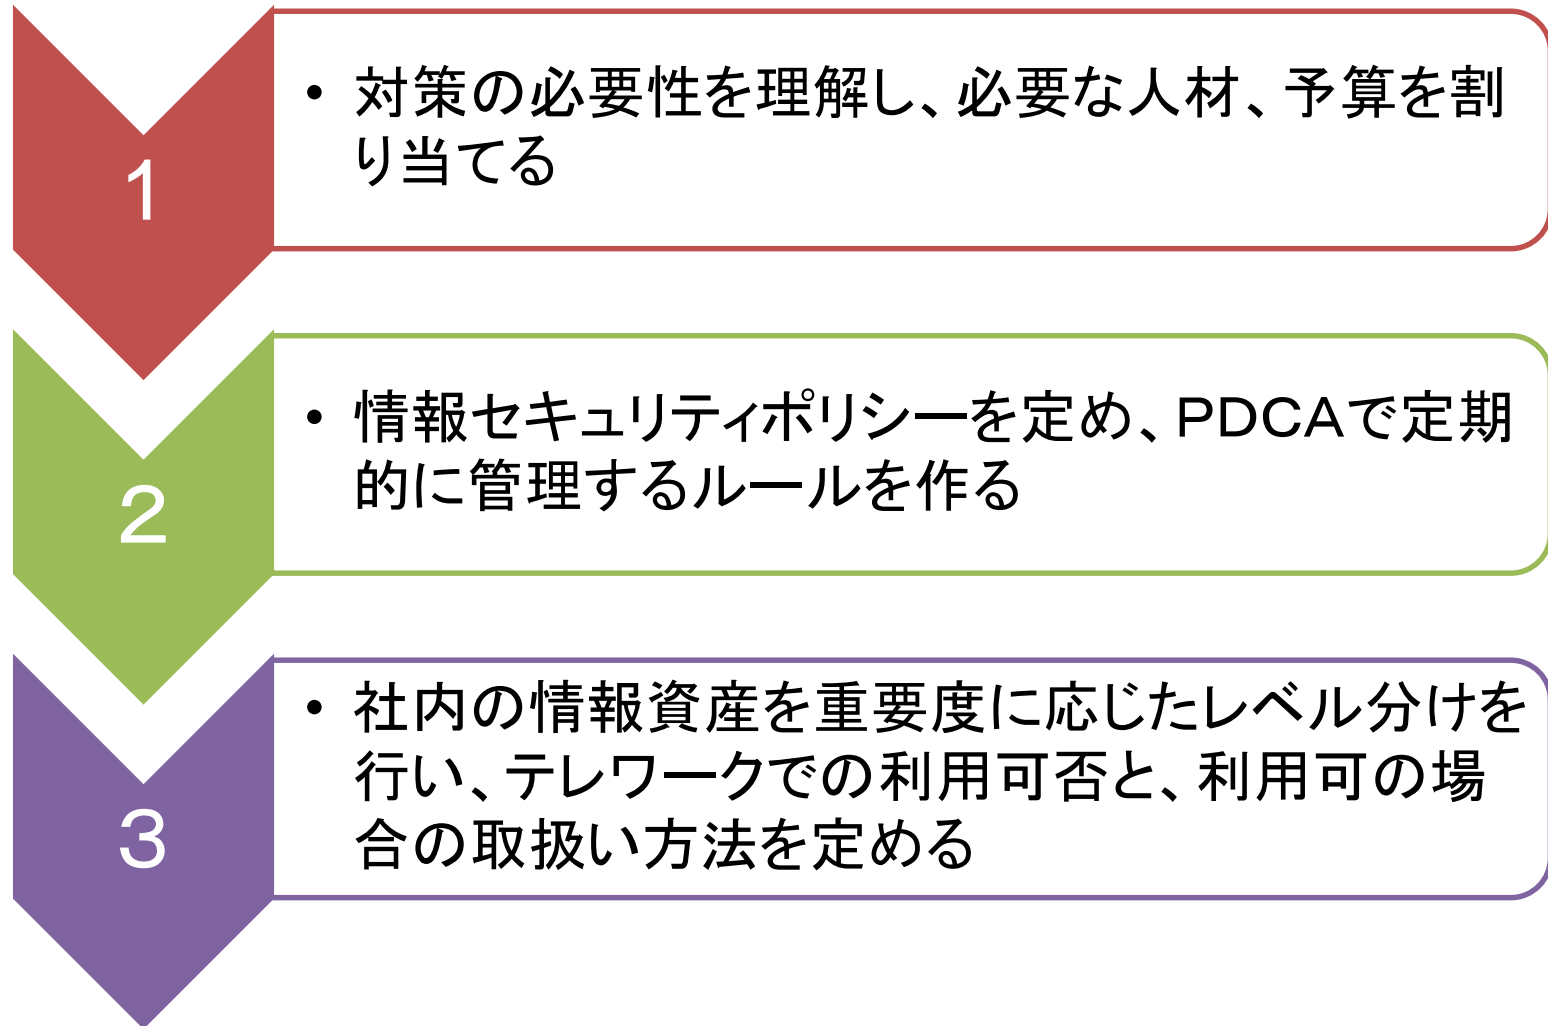 1
• 対策の必要性を理解し、必要な人材、予算を割
り当てる
2
• 情報セキュリティポリシーを定め、PDCAで定期
的に管理するルールを作る
3
• 社内の情報資産を重要度に応じたレベル分けを
行い、テレワークでの利用可否と、利用可の場
合の取扱い方法を定める